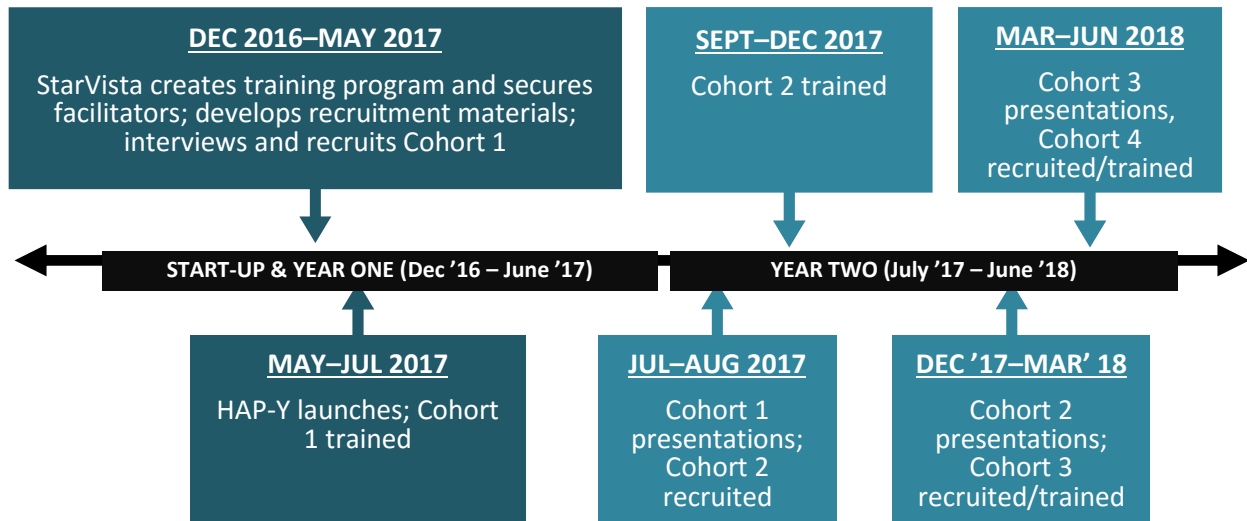 DEC 2016–MAY 2017
StarVista creates training program and secures
facilitators; develops recruitment materials;
interviews and recruits Cohort 1
SEPT–DEC 2017
Cohort 2 trained
MAR–JUN 2018
Cohort 3
presentations,
Cohort 4
recruited/trained
START-UP & YEAR ONE (Dec ’16 – June ’17)
YEAR TWO (July ’17 – June ’18)
MAY–JUL 2017
HAP-Y launches; Cohort
1 trained
JUL–AUG 2017
Cohort 1
presentations;
Cohort 2
recruited
DEC ’17–MAR’ 18
Cohort 2
presentations;
Cohort 3
recruited/trained